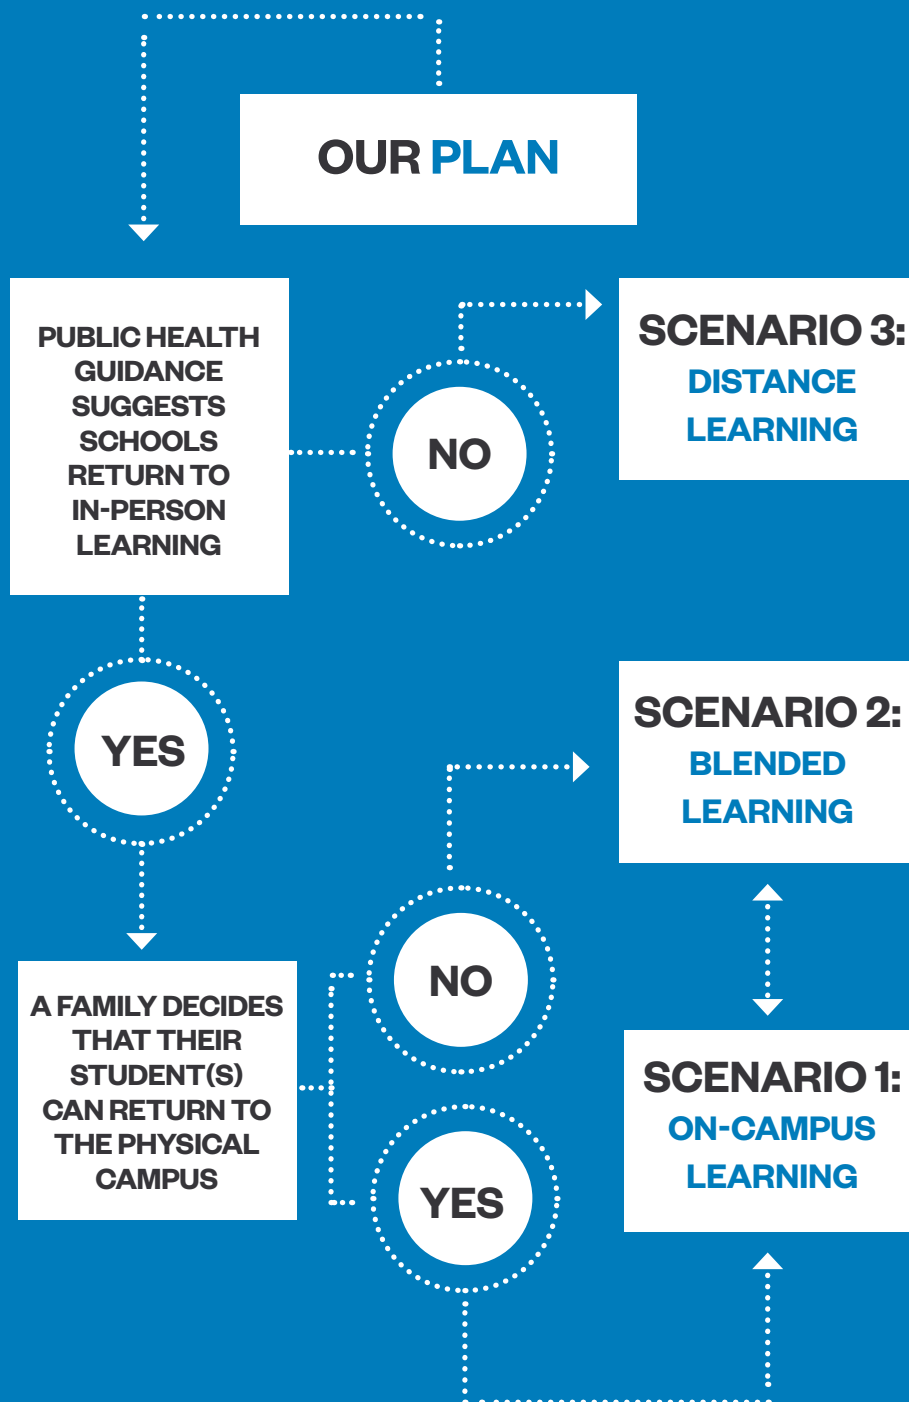 OUR PLAN
PUBLIC HEALTH
GUIDANCE
SUGGESTS
SCHOOLS
RETURN TO
IN-PERSON
LEARNING
NO
SCENARIO 3:
DISTANCE
LEARNING
YES
SCENARIO 2:
BLENDED
LEARNING
A FAMILY DECIDES
THAT THEIR
STUDENT(S)
CAN RETURN TO
THE PHYSICAL
CAMPUS
NO
YES
SCENARIO 1:
ON-CAMPUS
LEARNING